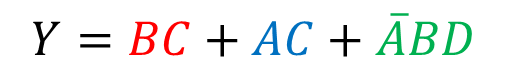 Y = BC + AC + ĀBD